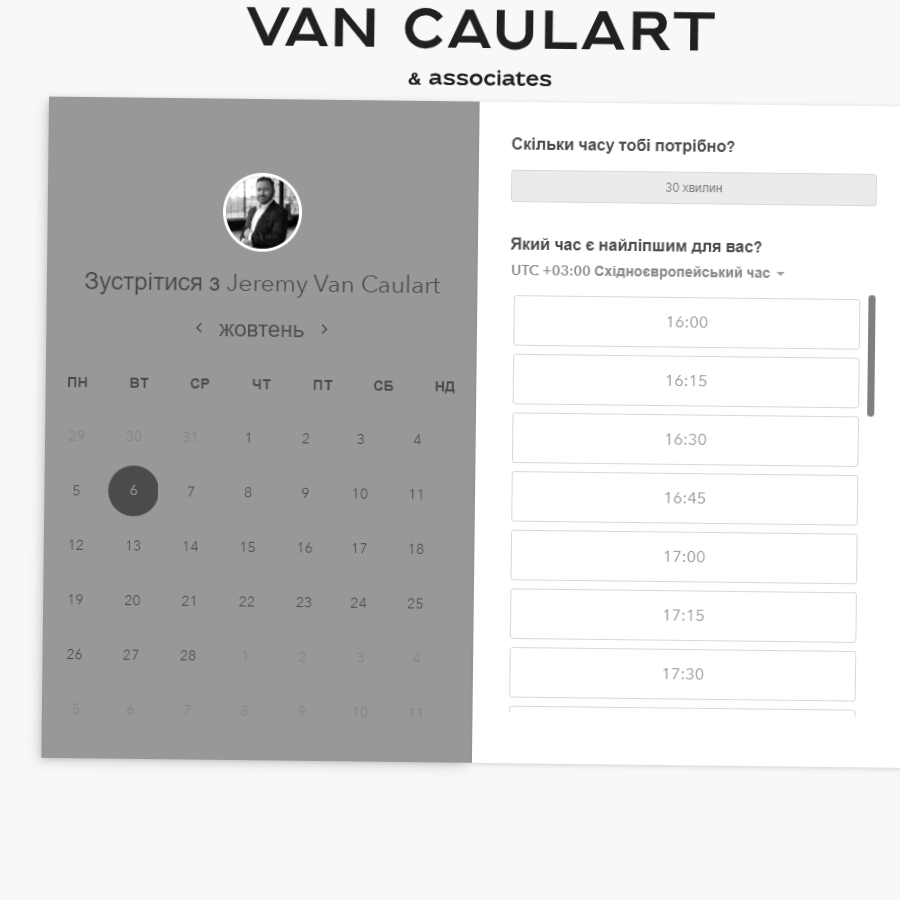 VAN CAULART
& associates
Зустрітися з Jeremy Van Caulart
жовтень
ПН ВТ СР ЧТ ПТ СБ НД
29 30 31 1 2 3 4
5 6 7 8 9 10 11
12 13 14 15 16 17 18
19 20 21 22 23 24 25
26 27 28 1 2 3 4
5 6 7 8 9 10 11
Скільки часу тобі потрібно?
30 хвилин
Який час є найліпшим для вас?
UTC +03:00 Східноєвропейський час
16:00
16:15
16:30
16:45
17:00
17:15
17:30